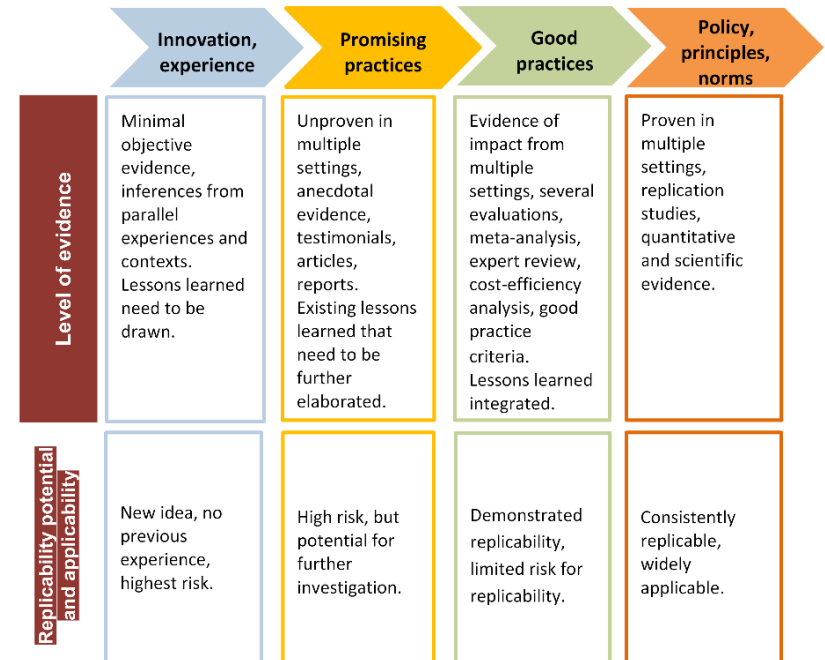 Innovation,
experience
Promising
practices
Good
practices
Policy,
principles,
norms
Level of evidence
Minimal
objective
evidence,
inferences from
parallel
experiences and
contexts.
Lessons learned
need to be
drawn.
Unproven in
multiple
settings,
anecdotal
evidence,
testimonials,
articles,
reports.
Existing lessons
learned that
need to be
further
elaborated.
Evidence of
impact from
multiple
settings, several
evaluations,
meta-analysis,
expert review,
cost-efficiency
analysis, good
practice
criteria.
Lessons learned
integrated.
Proven in
multiple
settings,
replication
studies,
quantitative
and scientific
evidence.
Replicability potential
and applicability
New idea, no
previous
experience,
highest risk.
High risk, but
potential for
further
investigation.
Demonstrated
replicability,
limited risk for
replicability.
Consistently
replicable,
widely
applicable.